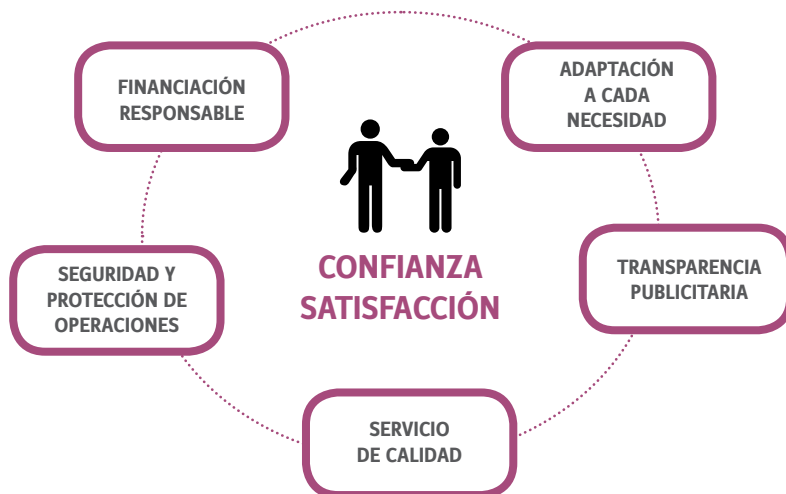 FINANCIACIÓN
RESPONSABLE
ADAPTACIÓN
A CADA
NECESIDAD
SEGURIDAD Y
PROTECCIÓN DE
OPERACIONES
CONFIANZA
SATISFACCIÓN
TRANSPARENCIA
PUBLICITARIA
SERVICIO
DE CALIDAD